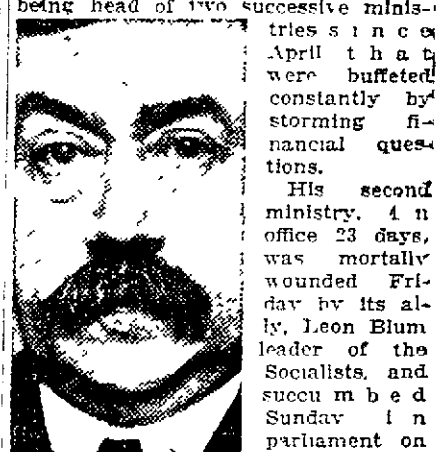 being head of two successive minis-
tries since
April that
were buffeted
constantly by
storming fi-
nancial ques-
tions.
His second
ministry, in
office 23 days,
was mortally
wounded Fri-
day by its al-
ly, Leon Blum
leader of the
Socialists, and
succumbed
Sunday in
parliament on